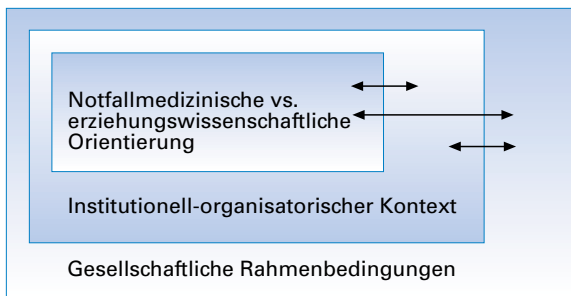 Notfallmedizinische vs.
erziehungswissenschaftliche
Orientierung
Institutionell-organisatorischer Kontext
Gesellschaftliche Rahmenbedingungen